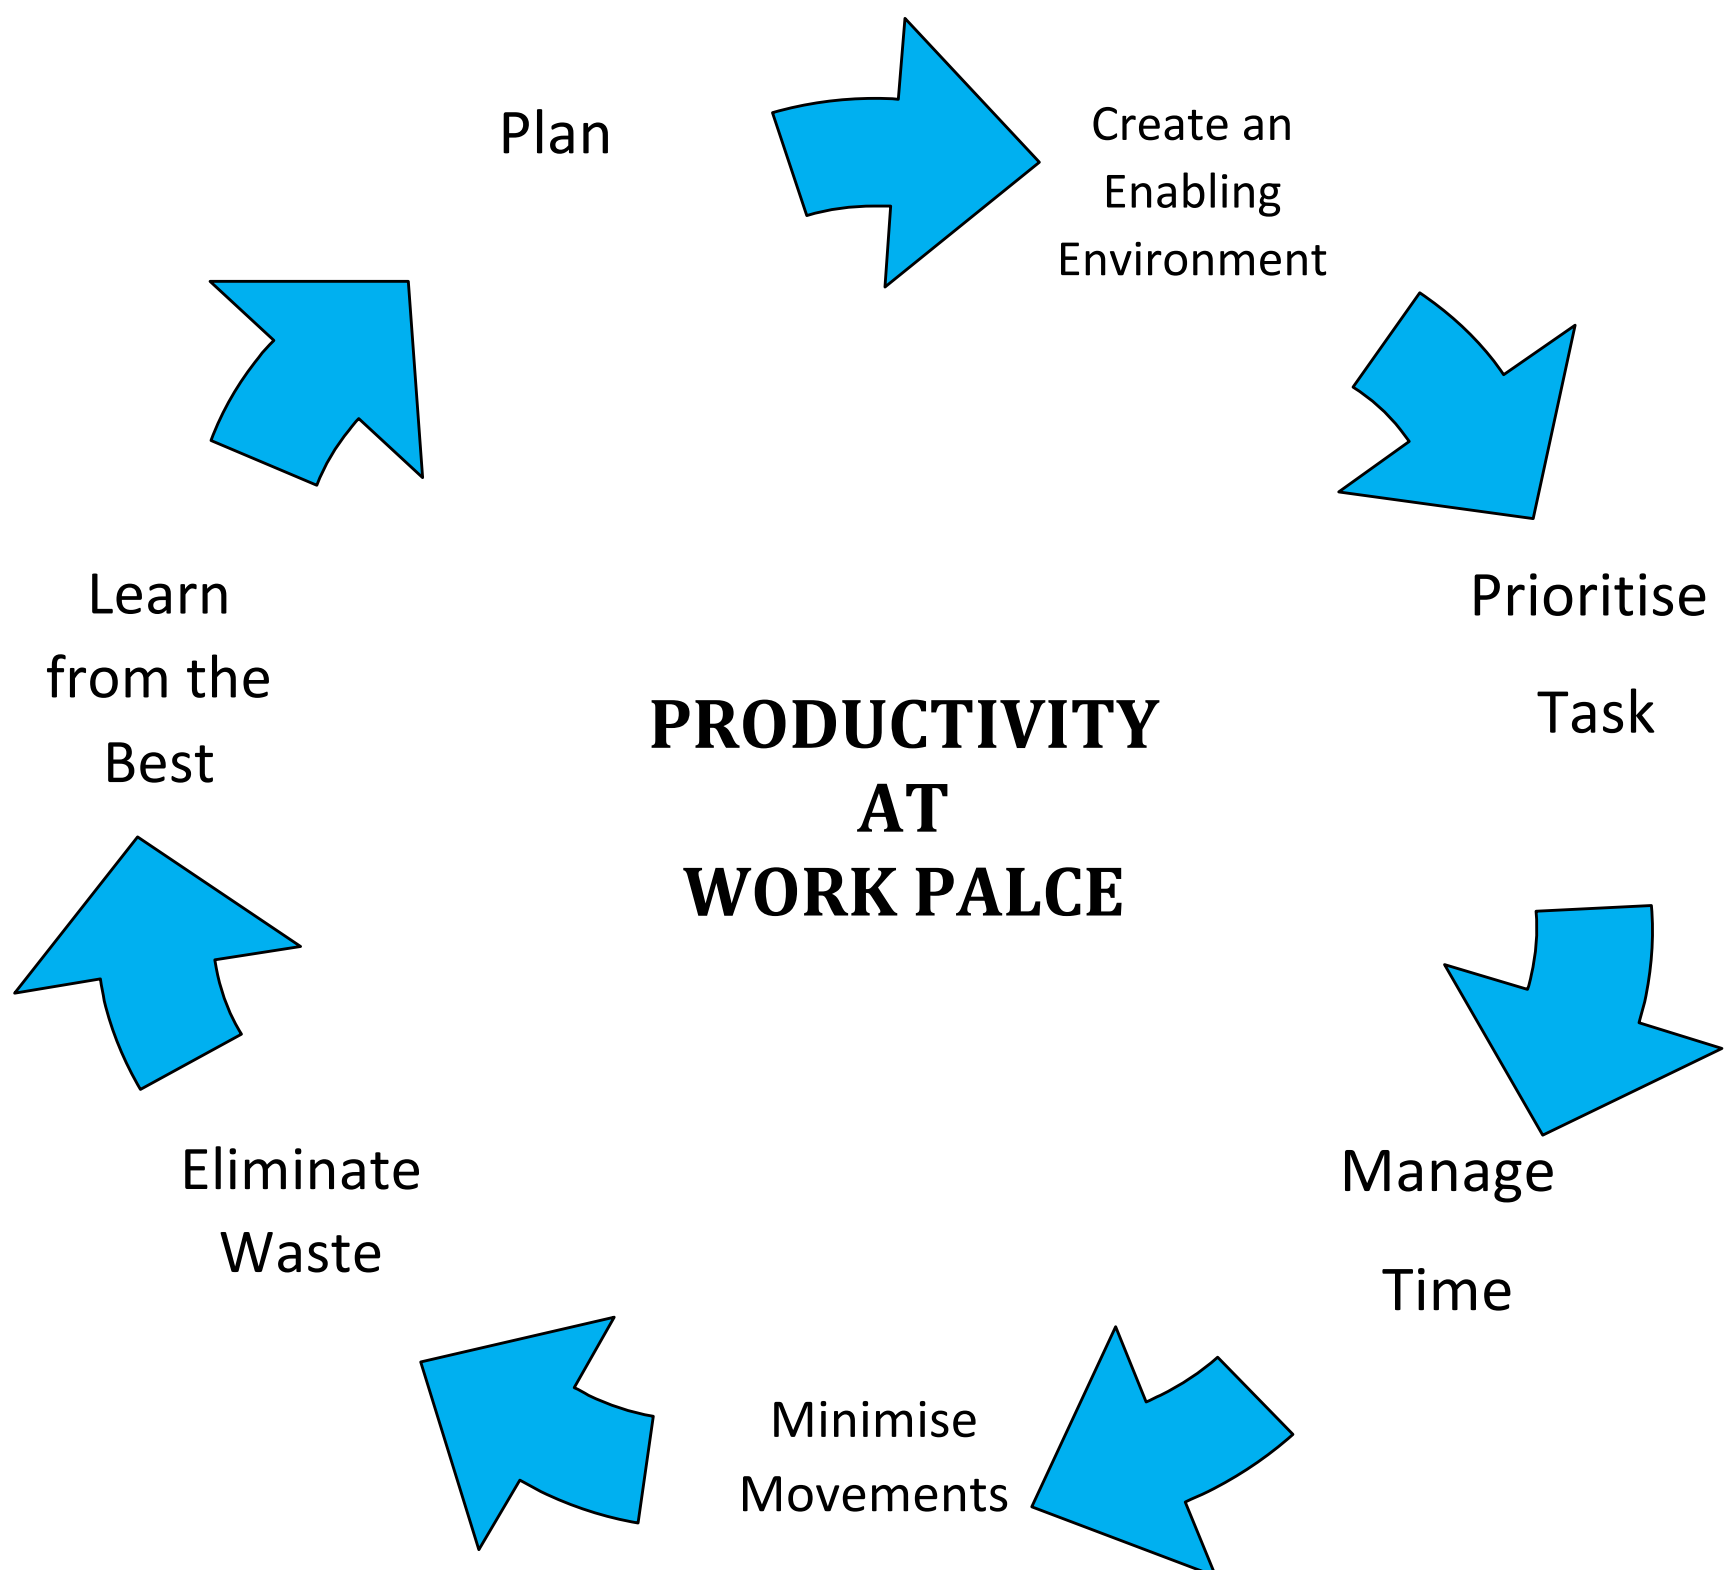 Plan
Create an
Enabling
Environment
Prioritise
Task
Manage
Time
Minimise
Movements
Eliminate
Waste
Learn
from the
Best
PRODUCTIVITY
AT
WORK PALCE